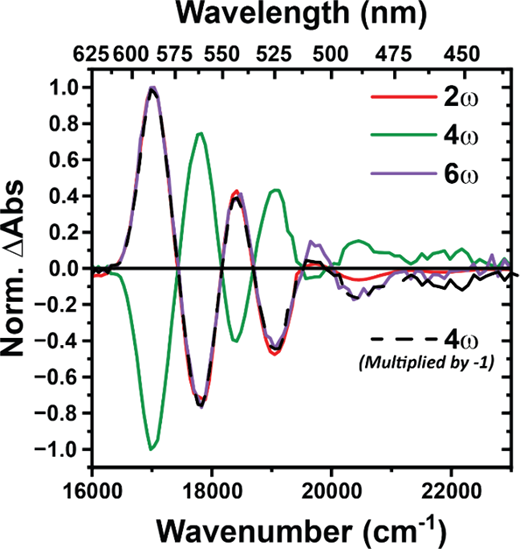 Wavelength (nm)
625 600 575 550 525 500 475 450
Norm. ΔAbs
1.0
0.8
0.6
0.4
0.2
0.0
−0.2
−0.4
−0.6
−0.8
−1.0
2ω
4ω
6ω
4ω
(Multiplied by -1)
16000 18000 20000 22000
Wavenumber (cm⁻¹)